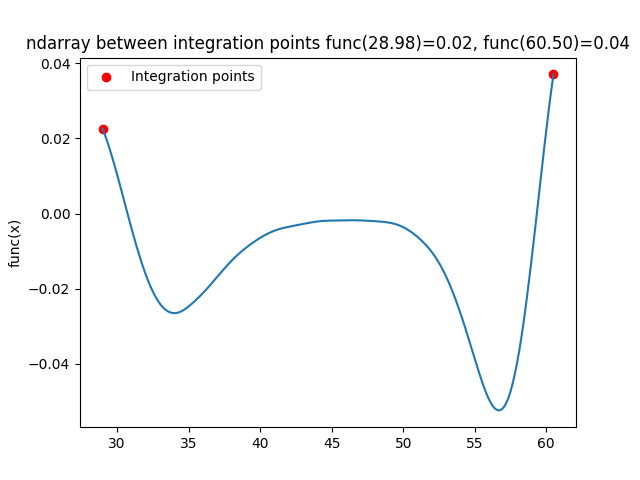 ndarray between integration points func(28.98)=0.02, func(60.50)=0.04
Integration points
0.04
0.02
0.00
−0.02
−0.04
func(x)
30 35 40 45 50 55 60